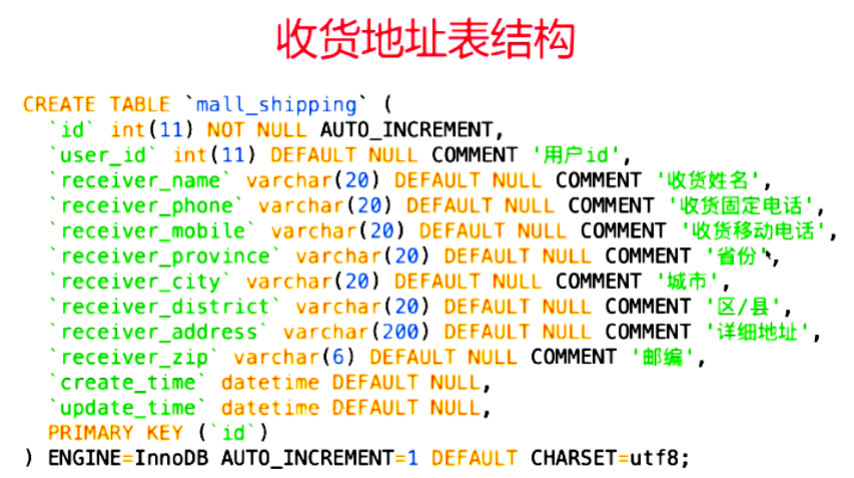 收货地址表结构
CREATE TABLE `mall_shipping` (
`id` int(11) NOT NULL AUTO_INCREMENT,
`user_id` int(11) DEFAULT NULL COMMENT '用户id',
`receiver_name` varchar(20) DEFAULT NULL COMMENT '收货姓名',
`receiver_phone` varchar(20) DEFAULT NULL COMMENT '收货固定电话',
`receiver_mobile` varchar(20) DEFAULT NULL COMMENT '收货移动电话',
`receiver_province` varchar(20) DEFAULT NULL COMMENT '省份',
`receiver_city` varchar(20) DEFAULT NULL COMMENT '城市',
`receiver_district` varchar(20) DEFAULT NULL COMMENT '区/县',
`receiver_address` varchar(200) DEFAULT NULL COMMENT '详细地址',
`receiver_zip` varchar(6) DEFAULT NULL COMMENT '邮编',
`create_time` datetime DEFAULT NULL,
`update_time` datetime DEFAULT NULL,
PRIMARY KEY (`id`)
) ENGINE=InnoDB AUTO_INCREMENT=1 DEFAULT CHARSET=utf8;